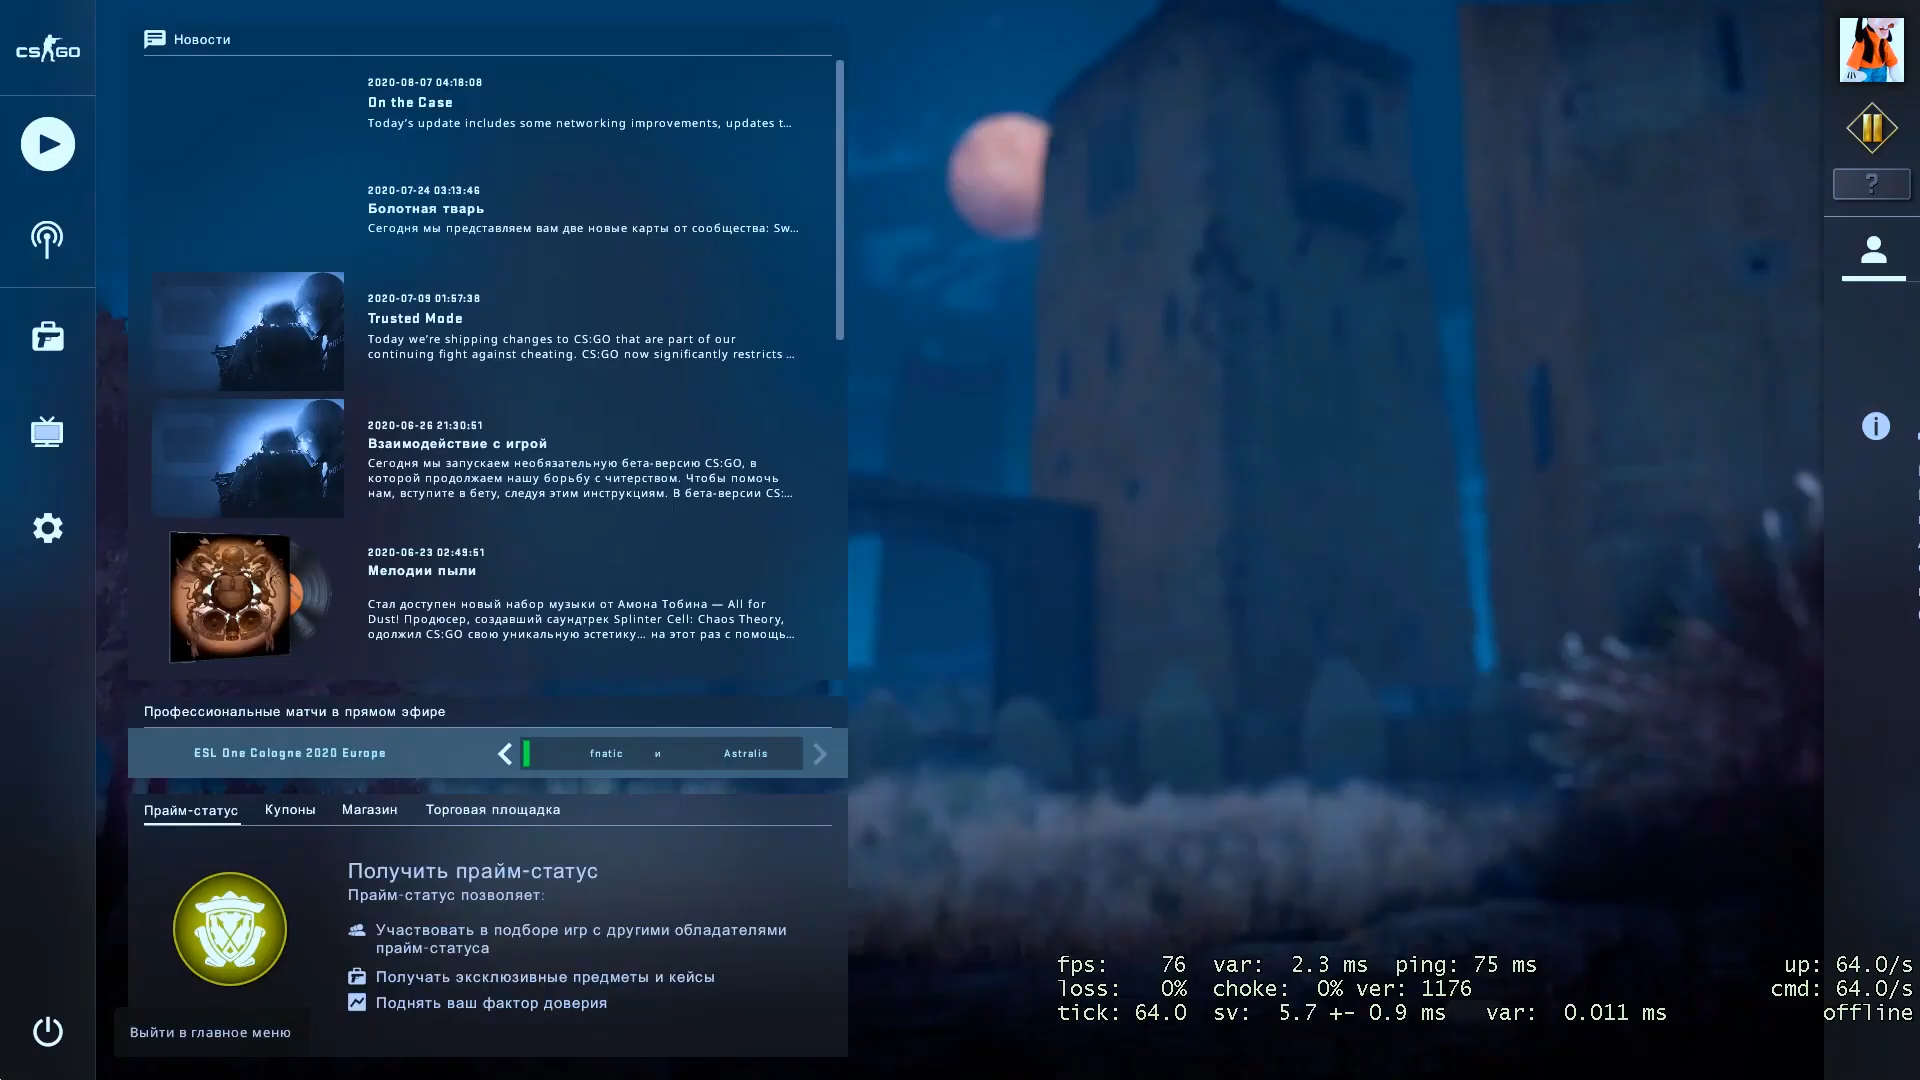 CS GO
Новости
2020-08-07 04:18:08
On the Case
Today's update includes some networking improvements, updates t...
2020-07-24 03:13:46
Болотная тварь
Сегодня мы представляем вам две новые карты от сообщества: Sw...
2020-07-09 01:57:38
Trusted Mode
Today we're shipping changes to CS:GO that are part of our
continuing fight against cheating. CS:GO now significantly restricts ...
2020-06-26 21:30:51
Взаимодействие с игрой
Сегодня мы запускаем необязательную бета-версию CS:GO, в
которой продолжаем нашу борьбу с читерством. Чтобы помочь
нам, вступите в бету, следуя этим инструкциям. В бета-версии CS:...
2020-06-23 02:49:51
Мелодии пыли
Стал доступен новый набор музыки от Амона Тобина — All for
Dust! Продюсер, создавший саундтрек Splinter Cell: Chaos Theory,
одолжил CS:GO свою уникальную эстетику... на этот раз с помощь...
Профессиональные матчи в прямом эфире
ESL One Cologne 2020 Europe
fnatic и Astralis
Прайм-статус Купоны Магазин Торговая площадка
Получить прайм-статус
Прайм-статус позволяет:
Участвовать в подборе игр с другими обладателями
прайм-статуса
Получать эксклюзивные предметы и кейсы
Поднять ваш фактор доверия
Выйти в главное меню
?
fps: 76 var: 2.3 ms ping: 75 ms up: 64.0/s
loss: 0% choke: 0% ver: 1176 cmd: 64.0/s
tick: 64.0 sv: 5.7 +- 0.9 ms var: 0.011 ms offline